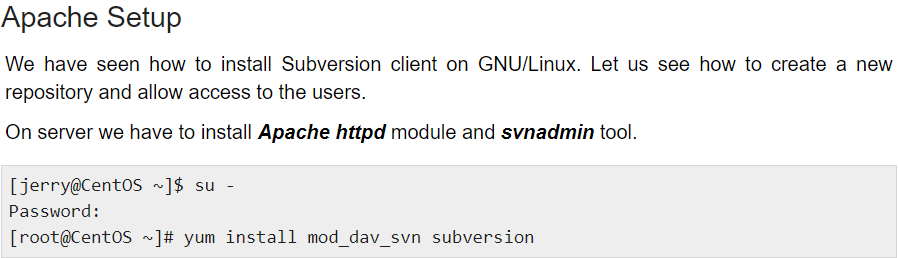 Apache Setup
We have seen how to install Subversion client on GNU/Linux. Let us see how to create a new
repository and allow access to the users.
On server we have to install Apache httpd module and svnadmin tool.
[jerry@CentOS ~]$ su -
Password:
[root@CentOS ~]# yum install mod_dav_svn subversion